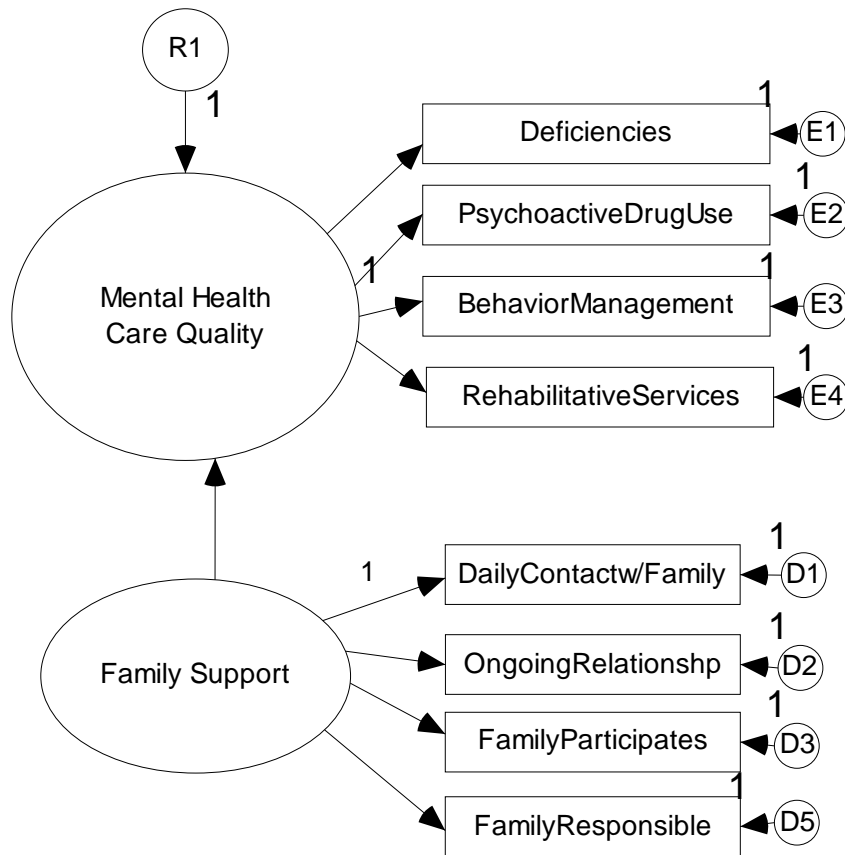 R1
1
1
Deficiencies
E1
1
PsychoactiveDrugUse
E2
1
1
BehaviorManagement
E3
Mental Health
Care Quality
1
RehabilitativeServices
E4
1
1
DailyContactw/Family
D1
1
OngoingRelationshp
D2
Family Support
1
FamilyParticipates
D3
1
FamilyResponsible
D5